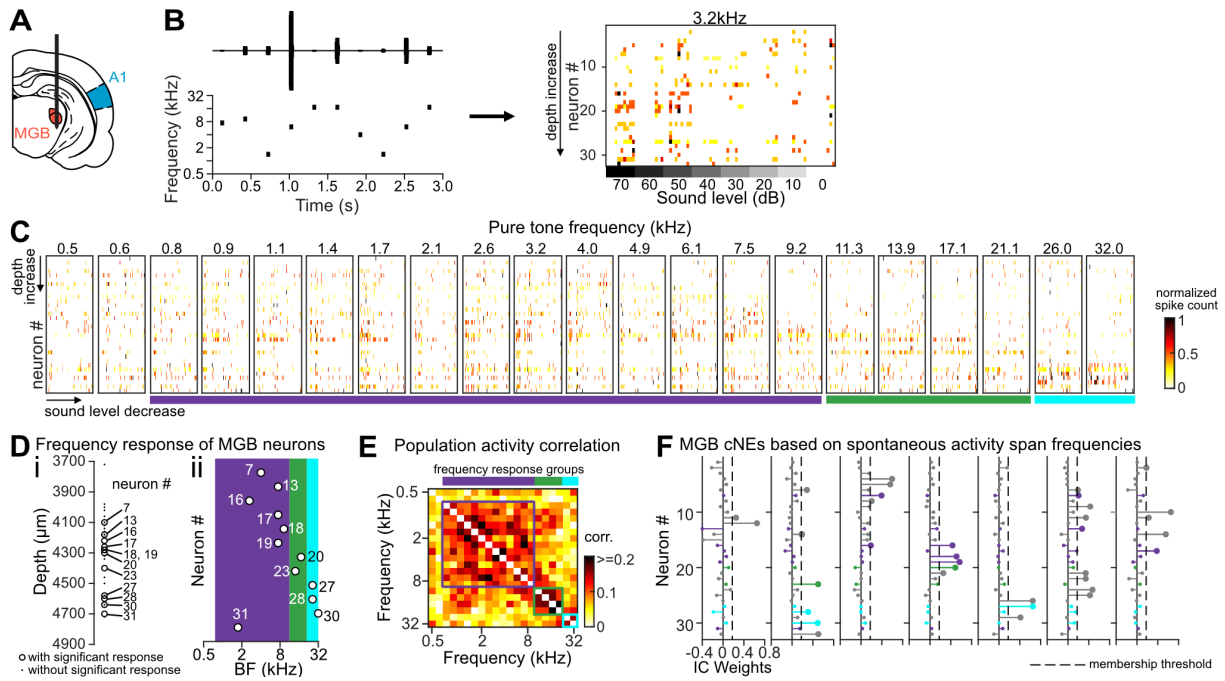 A
A1
MGB
B
Frequency (kHz)
32
8
2
0.5
0.0 0.5 1.0 1.5 2.0 2.5 3.0
Time (s)
3.2kHz
depth increase
neuron #
10
20
30
70 60 50 40 30 20 10 0
Sound level (dB)
C
Pure tone frequency (kHz)
0.5 0.6 0.8 0.9 1.1 1.4 1.7 2.1 2.6 3.2 4.0 4.9 6.1 7.5 9.2 11.3 13.9 17.1 21.1 26.0 32.0
depth
increase
neuron #
sound level decrease
normalized
spike count
1
0.5
0
D Frequency response of MGB neurons
i
Depth (μm)
3700
3900
4100
4300
4500
4700
4900
neuron #
7
13
16
17
18, 19
20
23
27
28
30
31
with significant response
without significant response
ii
Neuron #
7
13
16
17
18
19
20
23
27
28
30
31
0.5 2 8 32
BF (kHz)
E Population activity correlation
frequency response groups
Frequency (kHz)
0.5
2
8
32
0.5 2 8 32
Frequency (kHz)
corr.
>=0.2
0.1
0
F MGB cNEs based on spontaneous activity span frequencies
Neuron #
10
20
30
-0.4 0 0.4 0.8
IC Weights
membership threshold